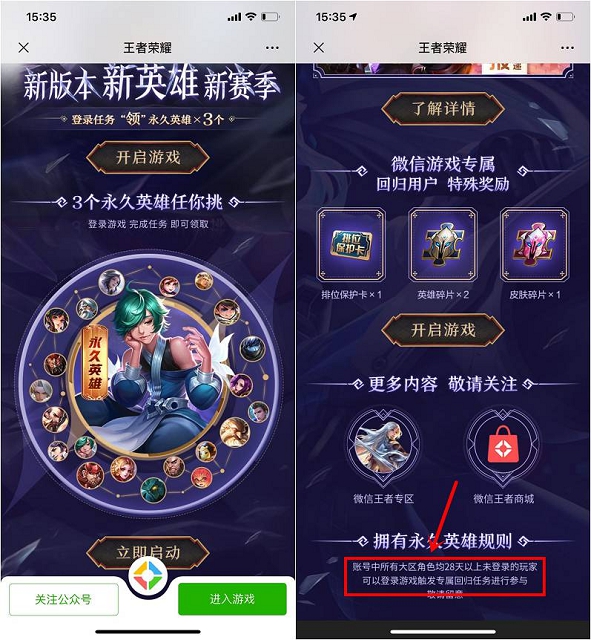 15:35
王者荣耀
新版本 新英雄 新赛季
登录任务“领”永久英雄×3个
开启游戏
3个永久英雄任你挑
登录游戏 完成任务 即可领取
永久英雄
立即启动
关注公众号
进入游戏
15:35
王者荣耀
了解详情
微信游戏专属
回归用户 特殊奖励
排位保护卡
排位保护卡×1
英雄碎片×2
皮肤碎片×1
开启游戏
更多内容 敬请关注
微信王者专区
微信王者商城
拥有永久英雄规则
账号中所有大区角色均28天以上未登录的玩家
可以登录游戏触发专属回归任务进行参与
敬请留意